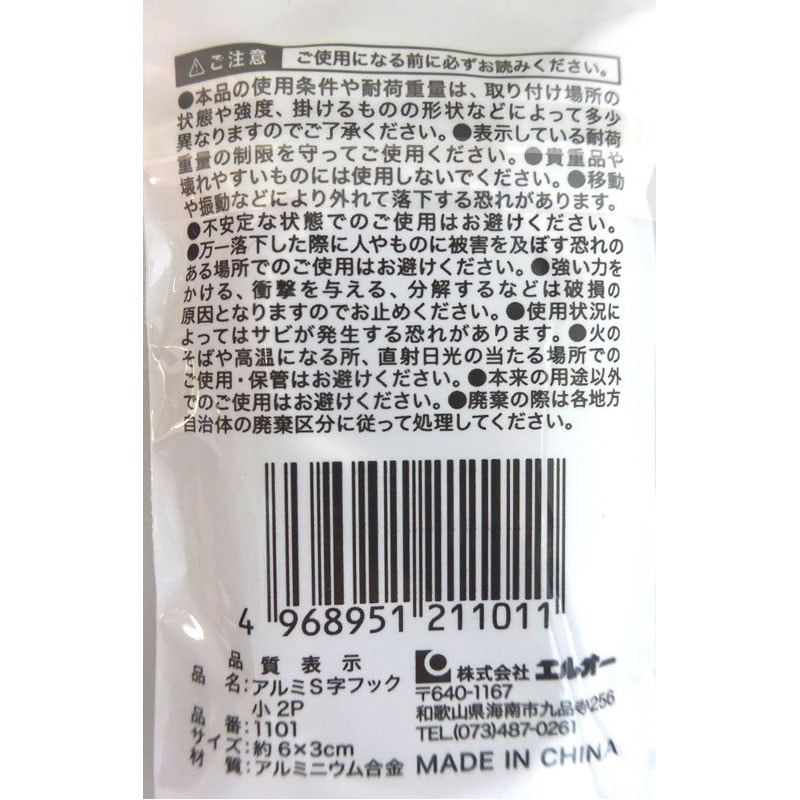 ⚠ご注意 ご使用になる前に必ずお読みください。
●本品の使用条件や耐荷重量は、取り付け場所の
状態や強度、掛けるものの形状などによって多少
異なりますのでご了承ください。●表示している耐荷
重量の制限を守ってご使用ください。●貴重品や
壊れやすいものには使用しないでください。●移動
や振動などにより外れて落下する恐れがあります。
●不安定な状態でのご使用はお避けください。
●万一落下した際に人やものに被害を及ぼす恐れの
ある場所でのご使用はお避けください。●強い力を
かける、衝撃を与える、分解するなどは破損の
原因となりますのでお止めください。●使用状況に
よってはサビが発生する恐れがあります。●火の
そばや高温になる所、直射日光の当たる場所での
ご使用・保管はお避けください。●本来の用途以外
でのご使用はお避けください。●廃棄の際は各地方
自治体の廃棄区分に従って処理してください。
4 968951 211011
品質表示
品名:アルミS字フック
小 2P
品番:1101
サイズ:約6×3cm
材質:アルミニウム合金
株式会社 エルオー
〒640-1167
和歌山県海南市九品寺256
TEL.(073)487-0261
MADE IN CHINA